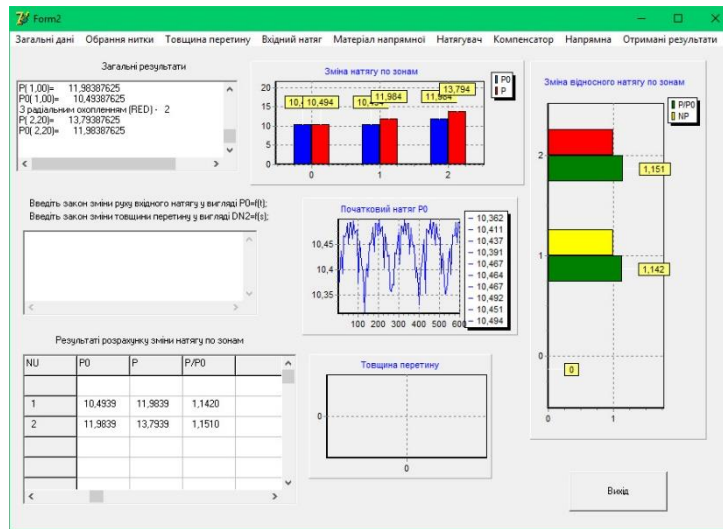 Form2
Загальні дані Обрання нитки Товщина перетину Вхідний натяг Матеріал напрямної Натягувач Компенсатор Напрямна Отримані результати
Загальні результати
P( 1,00)= 11,98387625
P0( 1,00)= 10,49387625
З радіальним охопленням (RED) - 2
P( 2,20)= 13,79387625
P0( 2,20)= 11,98387625
Зміна натягу по зонам
20
15
10
5
0
10,494
11,984
13,794
0 1 2
P0
P
Зміна відносного натягу по зонам
2
1
0
1,151
1,142
0
0 1
P/P0
NP
Введіть закон зміни руху вхідного натягу у вигляді P0=f(t);
Введіть закон зміни товщини перетину у вигляді DN2=f(s);
Початковий натяг P0
10,45
10,4
10,35
100 200 300 400 500 600
10,362
10,411
10,437
10,391
10,467
10,464
10,467
10,492
10,451
10,494
Результаті розрахунку зміни натягу по зонам
NU P0 P P/P0
1 10,4939 11,9839 1,1420
2 11,9839 13,7939 1,1510
Товщина перетину
0
0
Вихід